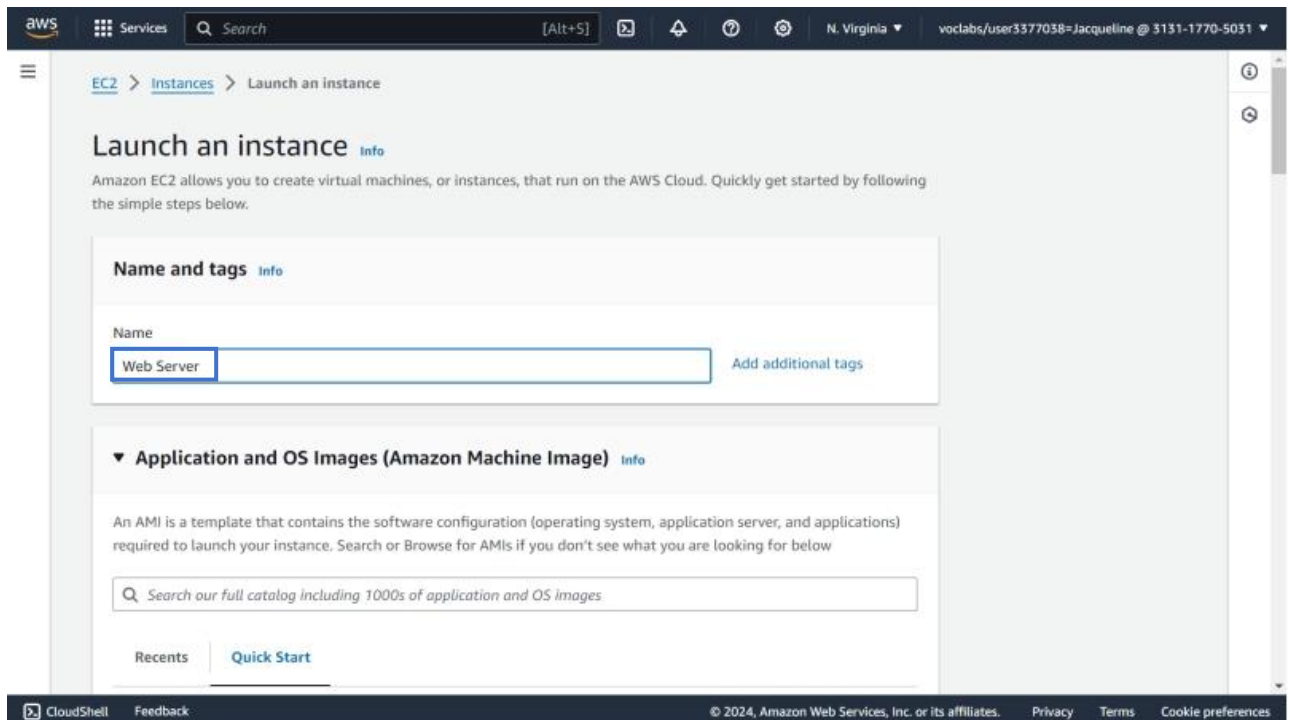 aws
Services
Search
[Alt+S]
N. Virginia
voclabs/user3377038=Jacqueline @ 3131-1770-5031
EC2 > Instances > Launch an instance
Launch an instance Info
Amazon EC2 allows you to create virtual machines, or instances, that run on the AWS Cloud. Quickly get started by following
the simple steps below.
Name and tags Info
Name
Web Server
Add additional tags
Application and OS Images (Amazon Machine Image) Info
An AMI is a template that contains the software configuration (operating system, application server, and applications)
required to launch your instance. Search or Browse for AMIs if you don't see what you are looking for below
Search our full catalog including 1000s of application and OS images
Recents
Quick Start
CloudShell
Feedback
© 2024, Amazon Web Services, Inc. or its affiliates.
Privacy
Terms
Cookie preferences